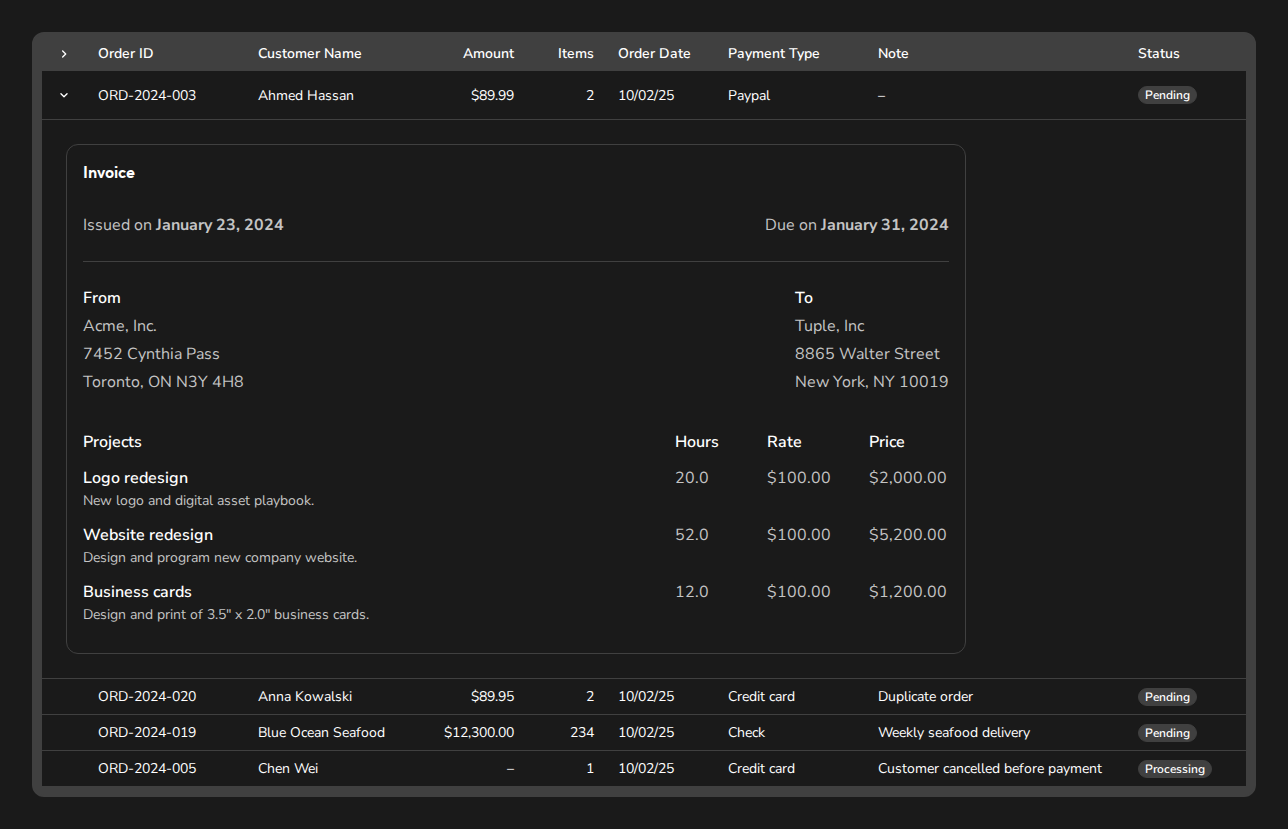 Order ID Customer Name Amount Items Order Date Payment Type Note Status
ORD-2024-003 Ahmed Hassan $89.99 2 10/02/25 Paypal – Pending
Invoice
Issued on January 23, 2024 Due on January 31, 2024
From To
Acme, Inc. Tuple, Inc
7452 Cynthia Pass 8865 Walter Street
Toronto, ON N3Y 4H8 New York, NY 10019
Projects Hours Rate Price
Logo redesign 20.0 $100.00 $2,000.00
New logo and digital asset playbook.
Website redesign 52.0 $100.00 $5,200.00
Design and program new company website.
Business cards 12.0 $100.00 $1,200.00
Design and print of 3.5" x 2.0" business cards.
ORD-2024-020 Anna Kowalski $89.95 2 10/02/25 Credit card Duplicate order Pending
ORD-2024-019 Blue Ocean Seafood $12,300.00 234 10/02/25 Check Weekly seafood delivery Pending
ORD-2024-005 Chen Wei – 1 10/02/25 Credit card Customer cancelled before payment Processing